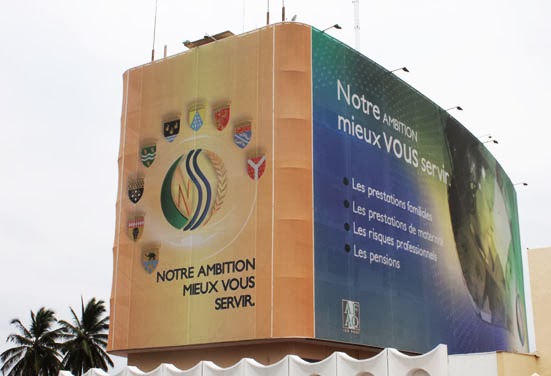 NOTRE AMBITION
MIEUX VOUS
SERVIR.
Notre AMBITION
mieux VOUS servir
Les prestations familiales
Les prestations de maternité
Les risques professionnels
Les pensions